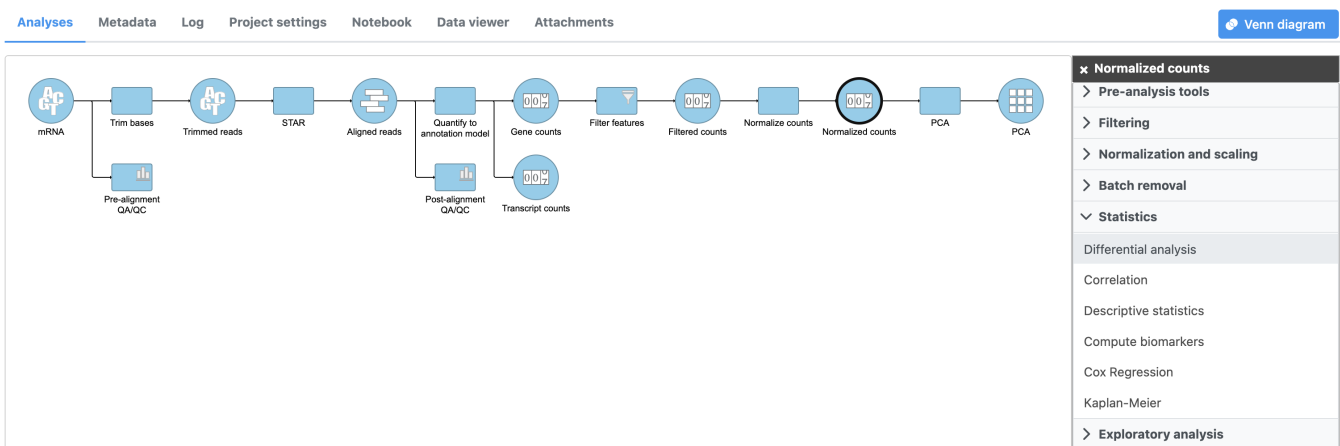 Analyses
Metadata
Log
Project settings
Notebook
Data viewer
Attachments
Venn diagram
mRNA
Trim bases
Trimmed reads
STAR
Aligned reads
Quantify to
annotation model
Gene counts
Filter features
Filtered counts
Normalize counts
Normalized counts
PCA
PCA
Pre-alignment
QA/QC
Post-alignment
QA/QC
Transcript counts
Normalized counts
Pre-analysis tools
Filtering
Normalization and scaling
Batch removal
Statistics
Differential analysis
Correlation
Descriptive statistics
Compute biomarkers
Cox Regression
Kaplan-Meier
Exploratory analysis